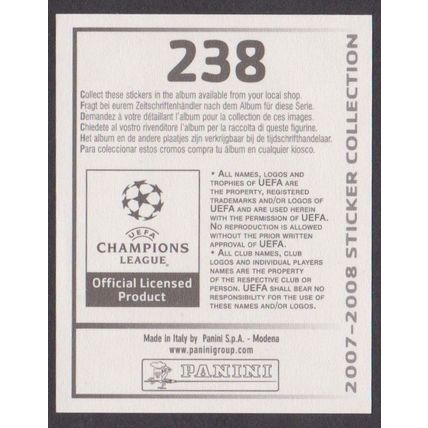 238
Collect these stickers in the album available from your local shop.
Fragt bei eurem Zeitschriftenhändler nach dem Album für diese Serie.
Demandez à votre détaillant l'album pour la collection de ces images.
Chiedete al vostro rivenditore l'album per la raccolta di queste figurine.
Het album en de andere plaatjes zijn verkrijgbaar bij de tijdschrifthandelaar.
Para coleccionar estos cromos compra tu álbum en cualquier kiosco.
UEFA
CHAMPIONS
LEAGUE
Official Licensed
Product
• ALL NAMES, LOGOS AND
TROPHIES OF UEFA ARE
THE PROPERTY, REGISTERED
TRADEMARKS AND/OR LOGOS OF
UEFA AND ARE USED HEREIN
WITH THE PERMISSION OF UEFA.
NO REPRODUCTION IS ALLOWED
WITHOUT THE PRIOR WRITTEN
APPROVAL OF UEFA.
• ALL CLUB NAMES, CLUB
LOGOS AND INDIVIDUAL PLAYERS
NAMES ARE THE PROPERTY
OF THE RESPECTIVE CLUB OR
PERSON. UEFA SHALL BEAR NO
RESPONSIBILITY FOR THE USE OF
THESE NAMES AND/OR LOGOS.
2007-2008 STICKER COLLECTION
Made in Italy by Panini S.p.A. - Modena
www.paninigroup.com
PANINI